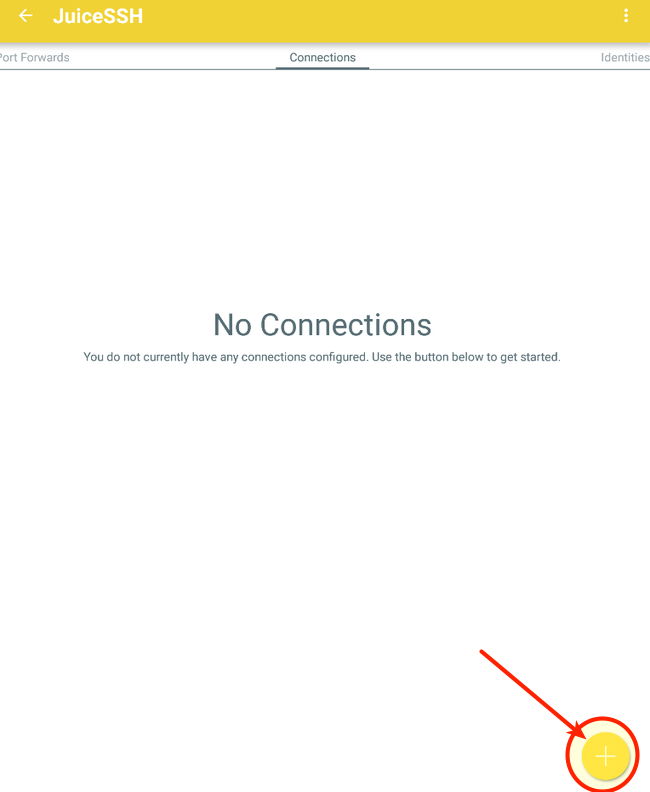 JuiceSSH
Port Forwards
Connections
Identities
No Connections
You do not currently have any connections configured. Use the button below to get started.